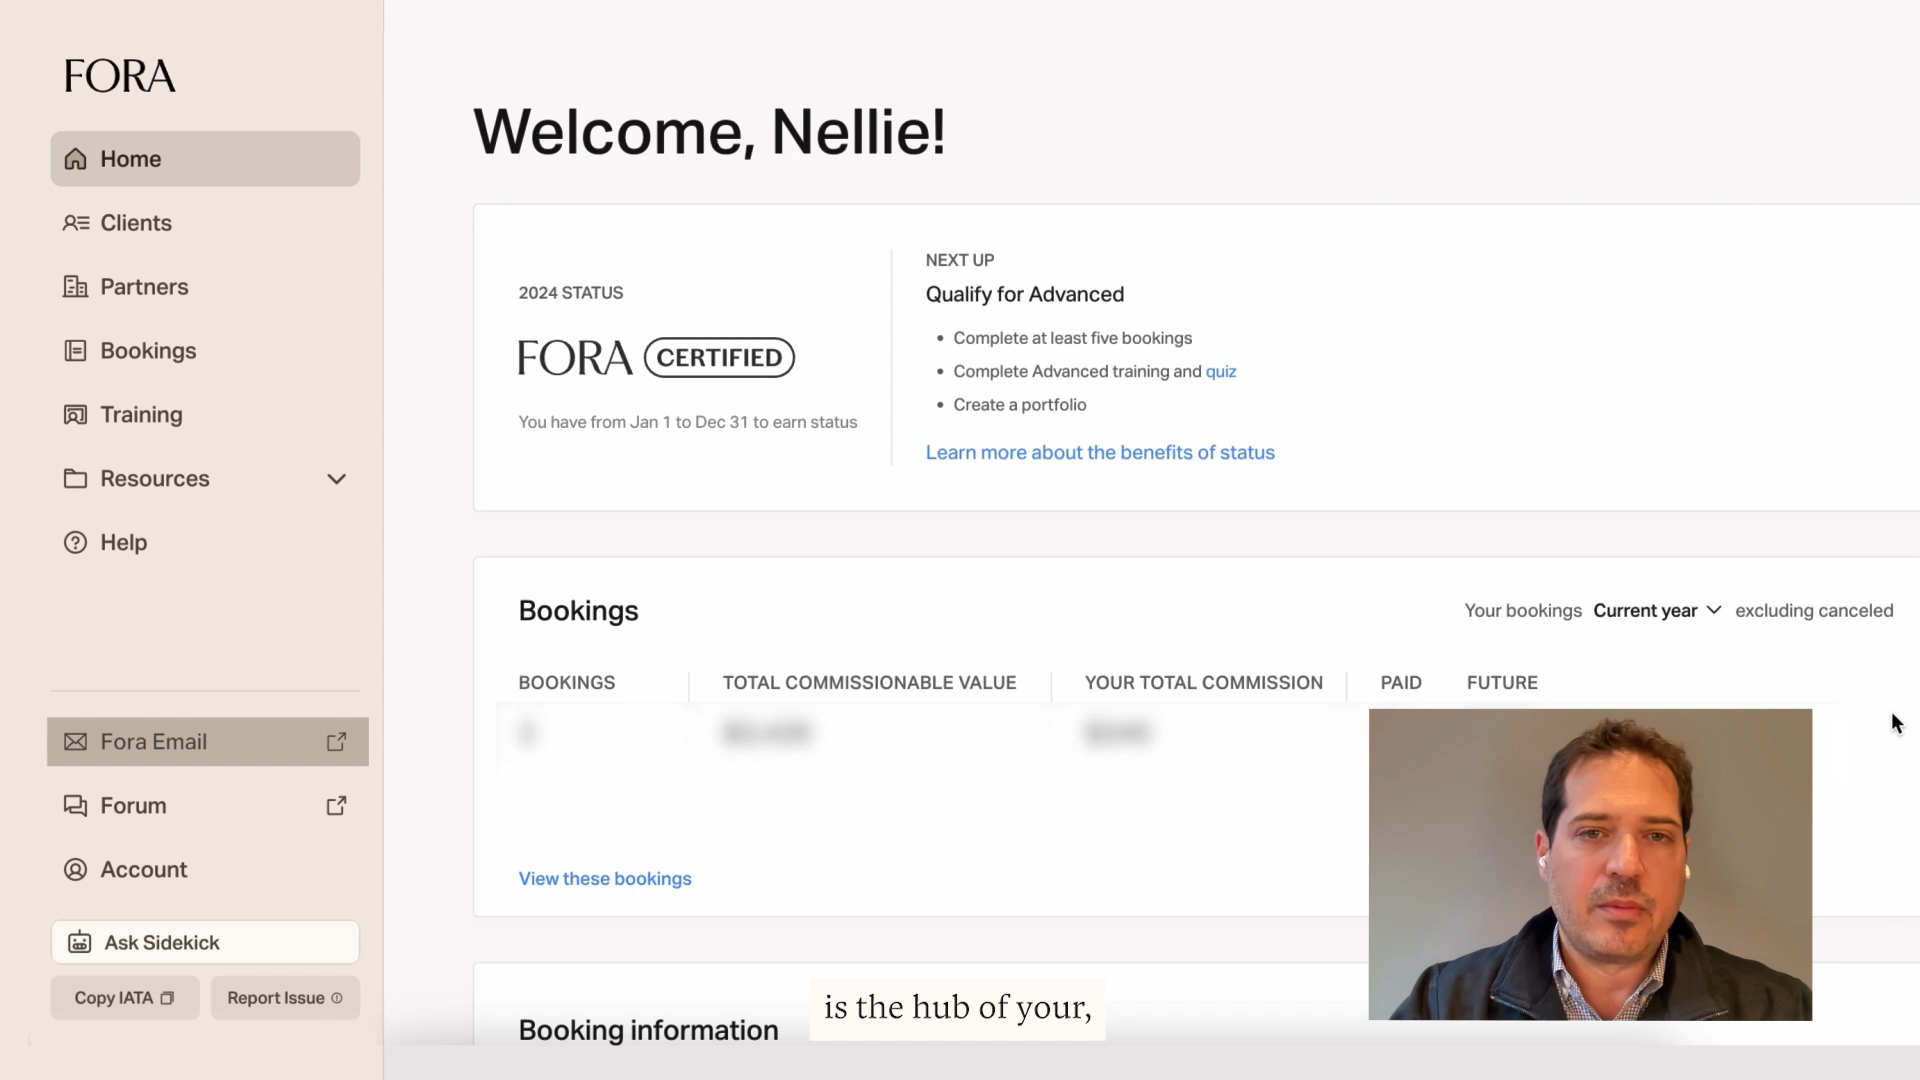 FORA
Home
Clients
Partners
Bookings
Training
Resources
Help
Fora Email
Forum
Account
Ask Sidekick
Copy IATA
Report Issue
Welcome, Nellie!
2024 STATUS
FORA CERTIFIED
You have from Jan 1 to Dec 31 to earn status
NEXT UP
Qualify for Advanced
• Complete at least five bookings
• Complete Advanced training and quiz
• Create a portfolio
Learn more about the benefits of status
Bookings
Your bookings Current year excluding canceled
BOOKINGS TOTAL COMMISSIONABLE VALUE YOUR TOTAL COMMISSION PAID FUTURE
View these bookings
Booking information
is the hub of your,